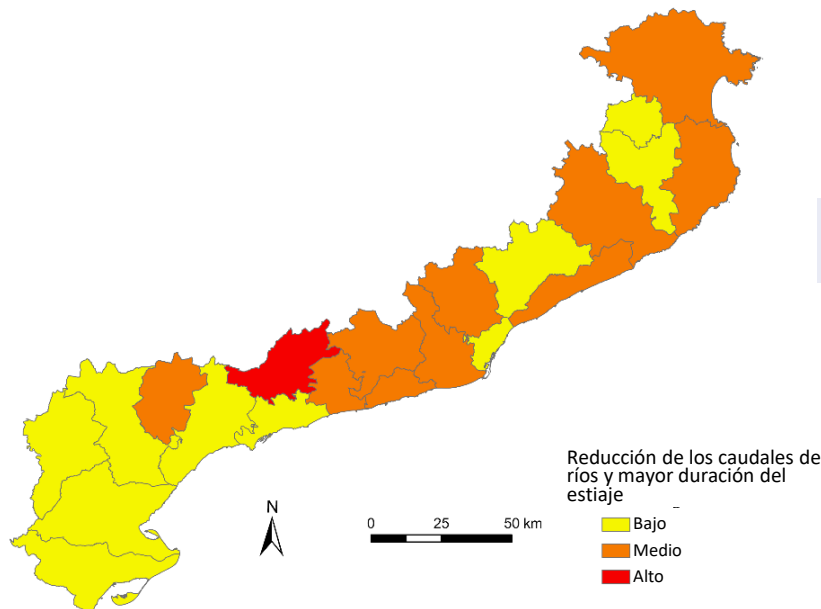 Reducción de los caudales de
ríos y mayor duración del
estiaje
Bajo
Medio
Alto
N
0 25 50 km